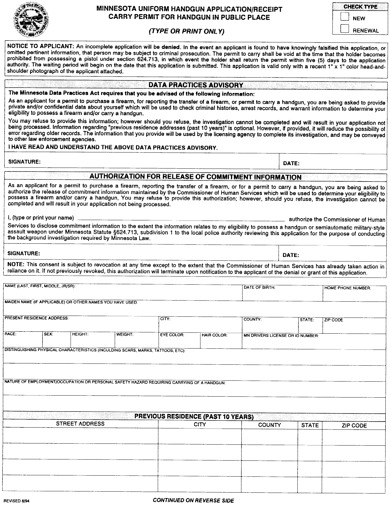 MINNESOTA UNIFORM HANDGUN APPLICATION/RECEIPT
CARRY PERMIT FOR HANDGUN IN PUBLIC PLACE
(TYPE OR PRINT ONLY)
CHECK TYPE
NEW
RENEWAL
NOTICE TO APPLICANT: An incomplete application will be denied. In the event an applicant is found to have knowingly falsified this application, or
omitted pertinent information, that person may be subject to criminal prosecution. The permit to carry shall be void at the time that the holder becomes
prohibited from possessing a pistol under section 624.713, in which event the holder shall return the permit within five (5) days to the application
authority. The waiting period will begin on the date that this application is submitted. This application is valid only with a recent 1" x 1" color head-and-
shoulder photograph of the applicant attached.
DATA PRACTICES ADVISORY
The Minnesota Data Practices Act requires that you be advised of the following information:
As an applicant for a permit to purchase a firearm, for reporting the transfer of a firearm, or for a permit to carry a handgun, you are being asked to provide
private and/or confidential data about yourself which will be used to check criminal histories, arrest records, and warrant information to determine your
eligibility to possess a firearm and/or carry a handgun.
You may refuse to provide this information; however should you refuse, the investigation cannot be completed and will result in your application not
being processed. Information regarding "previous residence addresses (past 10 years)" is optional. However, if provided, it will reduce the possibility of
error regarding older records. The information that you provide will be used by the licensing agency to complete its investigation, and may be conveyed
to other law enforcement agencies.
I HAVE READ AND UNDERSTAND THE ABOVE DATA PRACTICES ADVISORY.
SIGNATURE: DATE:
AUTHORIZATION FOR RELEASE OF COMMITMENT INFORMATION
As an applicant for a permit to purchase a firearm, reporting the transfer of a firearm, or for a permit to carry a handgun, you are being asked to
authorize the release of commitment information maintained by the Commissioner of Human Services which will be used to determine your eligibility to
possess a firearm and/or carry a handgun, You may refuse to provide this authorization; however, should you refuse, the investigation cannot be
completed and will result in your application not being processed.
I, (type or print your name) authorize the Commissioner of Human
Services to disclose commitment information to the extent the information relates to my eligibility to possess a handgun or semiautomatic military-style
assault weapon under Minnesota Statute §624.713, subdivision 1 to the local police authority reviewing this application for the purpose of conducting
the background investigation required by Minnesota Law.
SIGNATURE: DATE:
NOTE: This consent is subject to revocation at any time except to the extent that the Commissioner of Human Services has already taken action in
reliance on it. If not previously revoked, this authorization will terminate upon notification to the applicant of the denial or grant of this application.
NAME (LAST, FIRST, MIDDLE, JR/SR) DATE OF BIRTH: HOME PHONE NUMBER:
MAIDEN NAME (IF APPLICABLE) OR OTHER NAMES YOU HAVE USED
PRESENT RESIDENCE ADDRESS CITY: COUNTY: STATE: ZIP CODE
RACE: SEX: HEIGHT: WEIGHT: EYE COLOR: HAIR COLOR: MN DRIVERS LICENSE OR ID NUMBER:
DISTINGUISHING PHYSICAL CHARACTERISTICS (INCLUDING SCARS, MARKS, TATTOOS, ETC):
NATURE OF EMPLOYMENT/OCCUPATION OR PERSONAL SAFETY HAZARD REQUIRING CARRYING OF A HANDGUN:
PREVIOUS RESIDENCE (PAST 10 YEARS)
STREET ADDRESS CITY COUNTY STATE ZIP CODE
REVISED 8/94 CONTINUED ON REVERSE SIDE